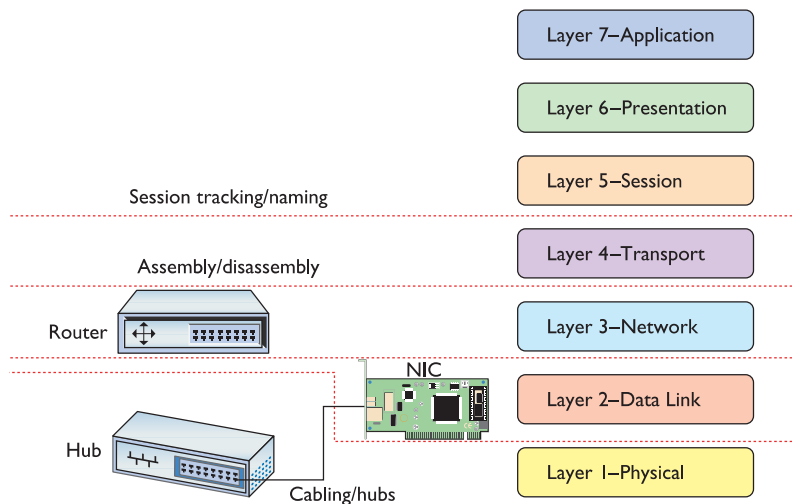 Layer 7–Application
Layer 6–Presentation
Layer 5–Session
Session tracking/naming
Layer 4–Transport
Assembly/disassembly
Router
Layer 3–Network
NIC
Layer 2–Data Link
Hub
Layer 1–Physical
Cabling/hubs